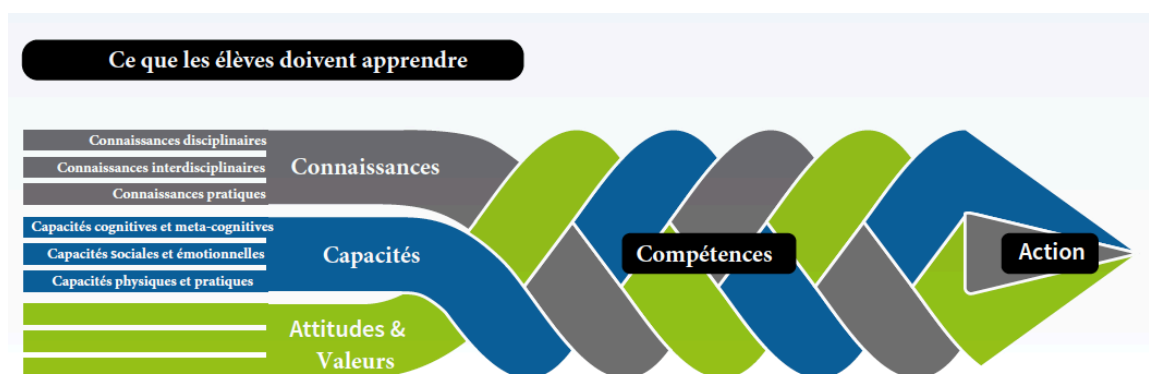 Ce que les élèves doivent apprendre
Connaissances disciplinaires
Connaissances interdisciplinaires
Connaissances pratiques
Connaissances
Capacités cognitives et meta-cognitives
Capacités sociales et émotionnelles
Capacités physiques et pratiques
Capacités
Attitudes &
Valeurs
Compétences
Action